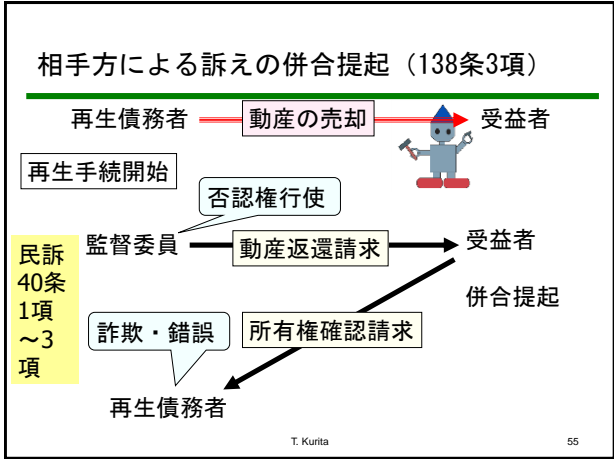 相手方による訴えの併合提起（138条3項）
再生債務者
動産の売却
受益者
再生手続開始
否認権行使
監督委員
動産返還請求
受益者
民訴
40条
1項
～3
項
併合提起
詐欺・錯誤
所有権確認請求
再生債務者
T. Kurita
55